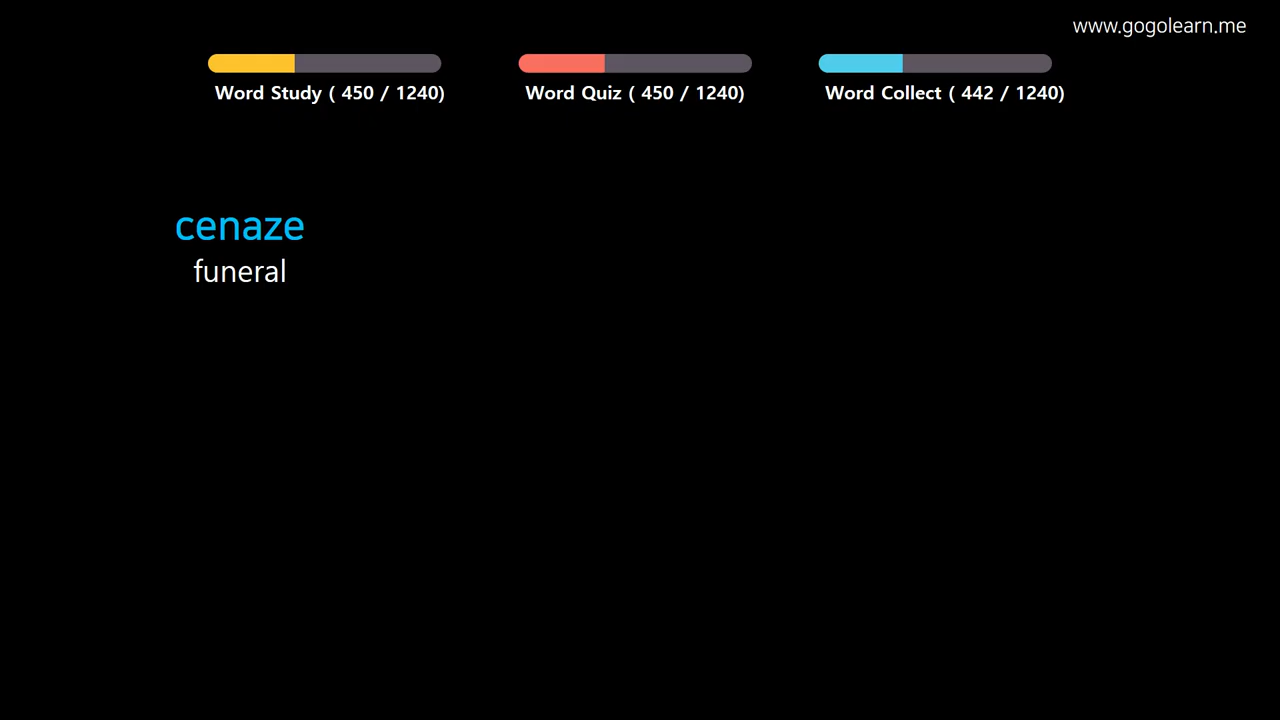 www.gogolearn.me
Word Study ( 450 / 1240)
Word Quiz ( 450 / 1240)
Word Collect ( 442 / 1240)
cenaze
funeral